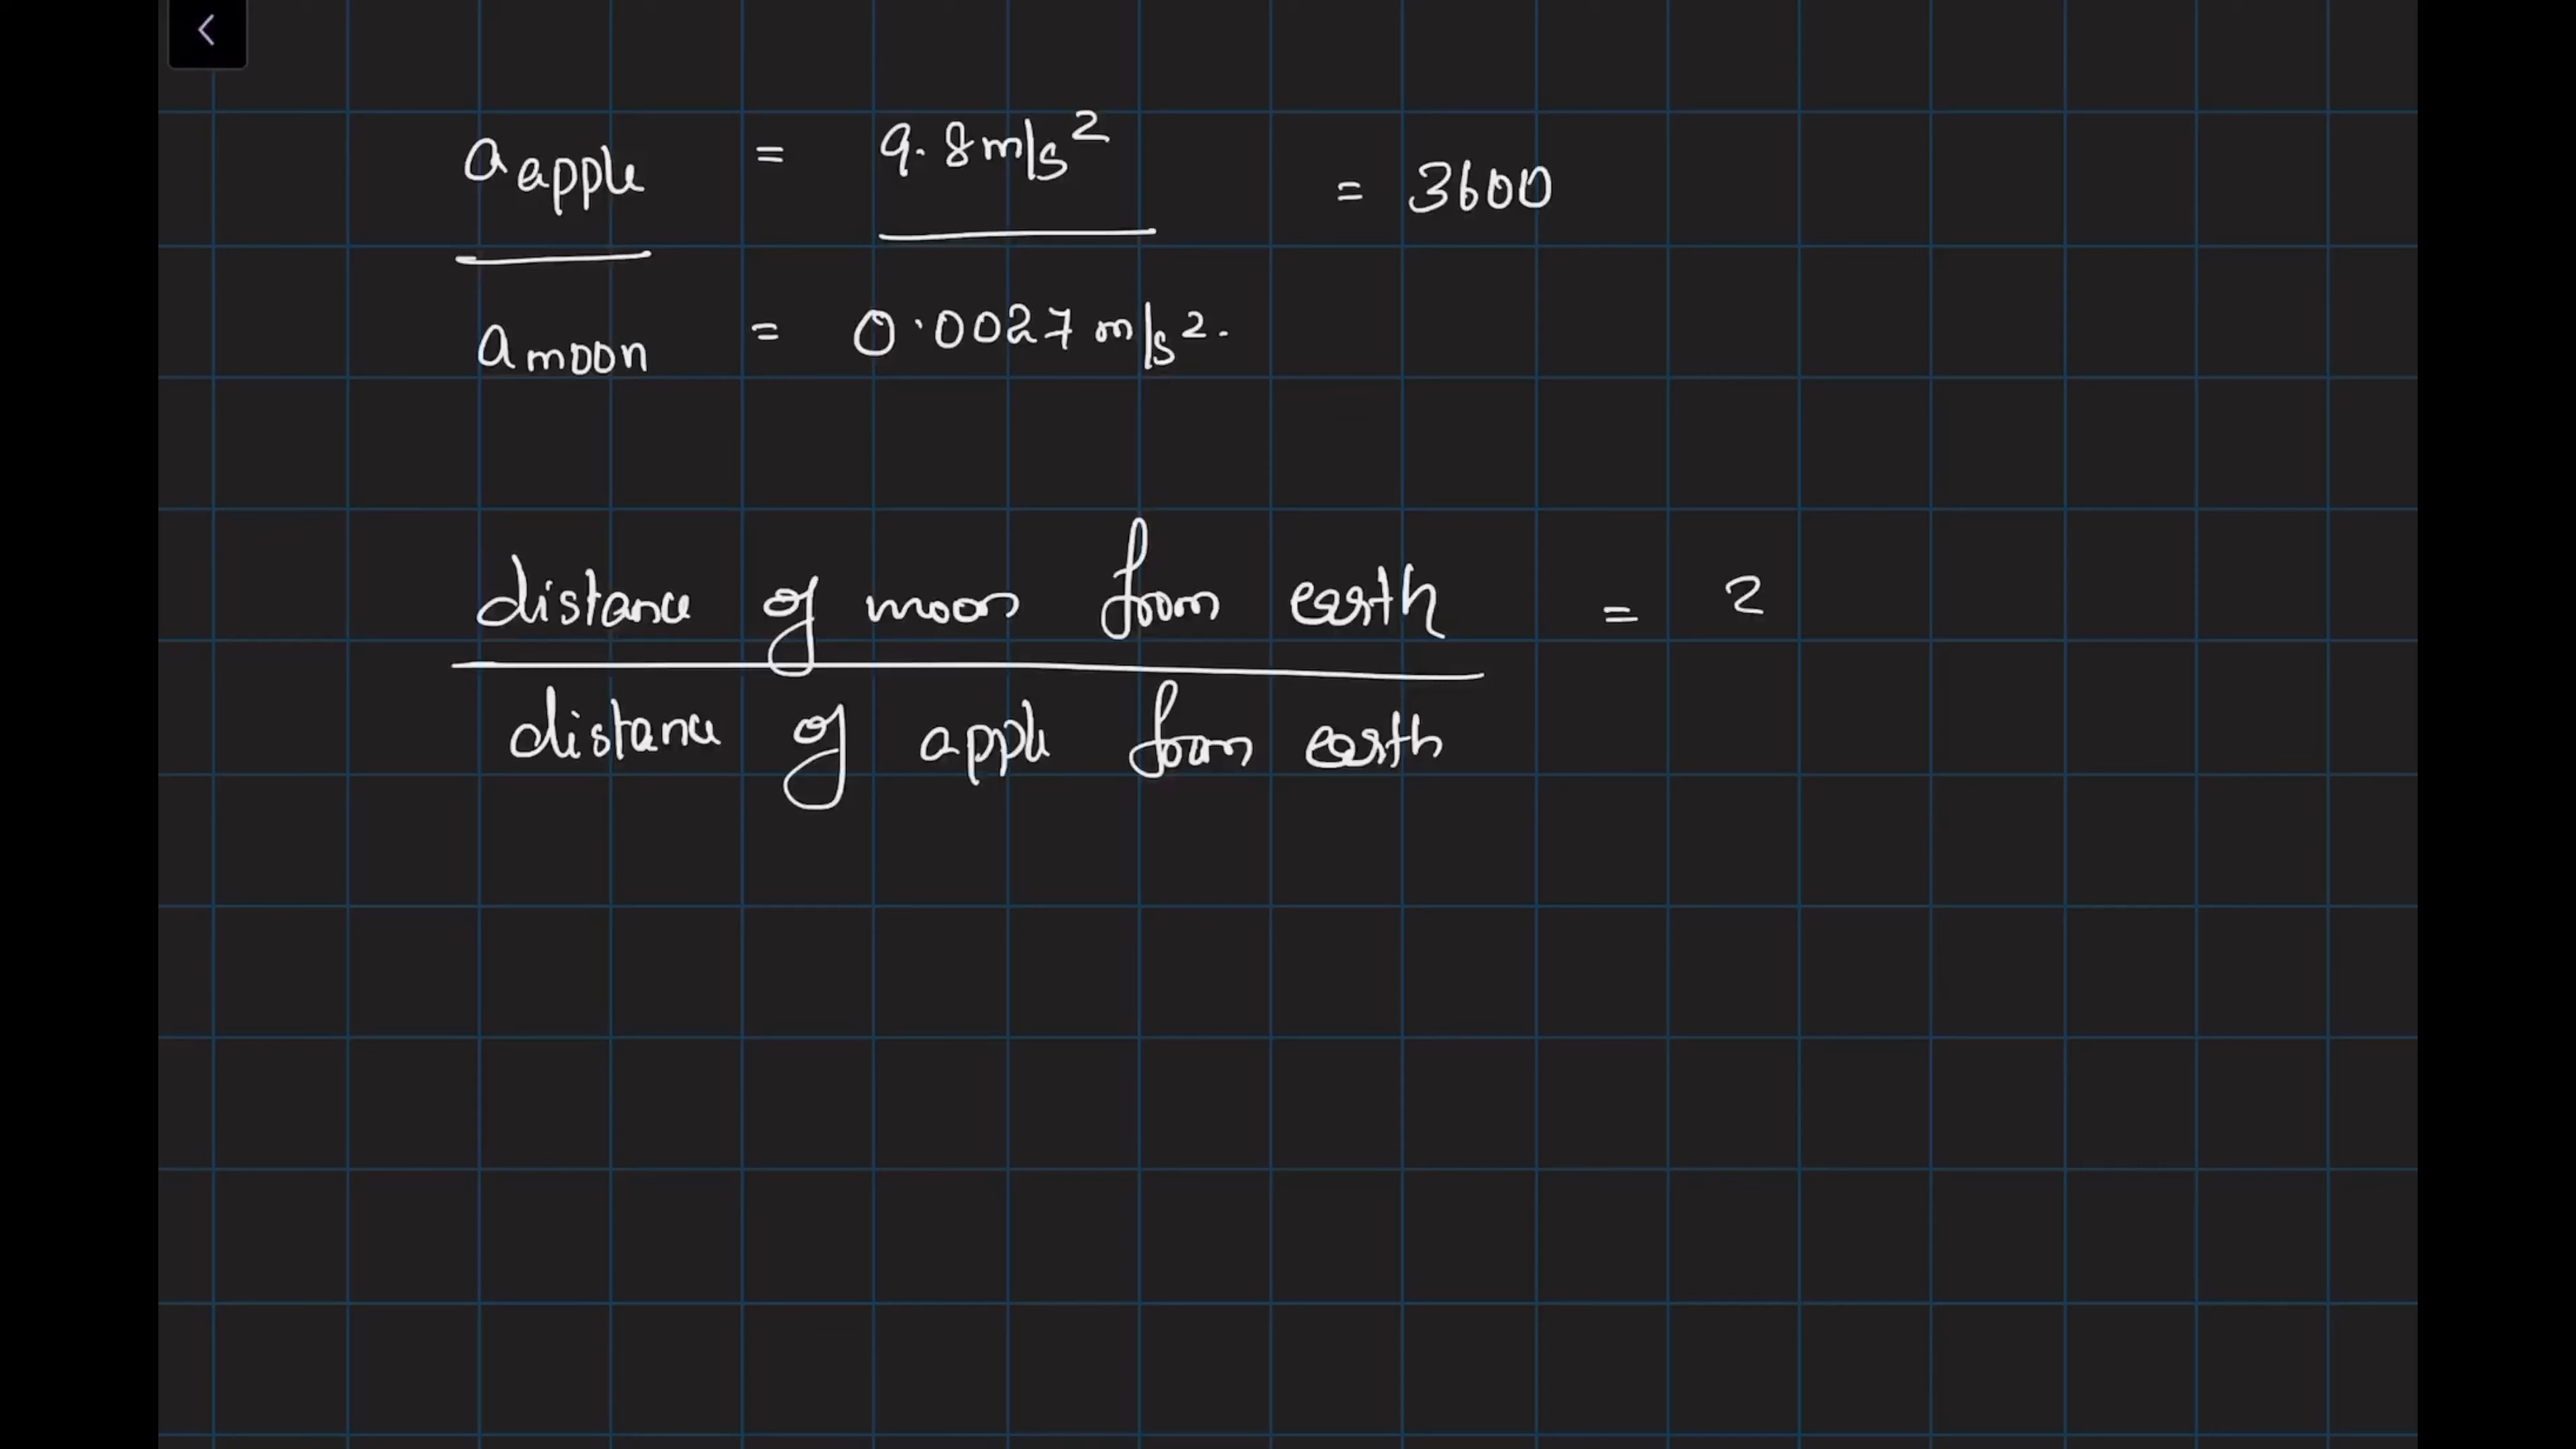 a apple = 9.8 m/s² = 3600
a moon = 0.0027 m/s².
distance of moon from earth = 2
distance of apple from earth